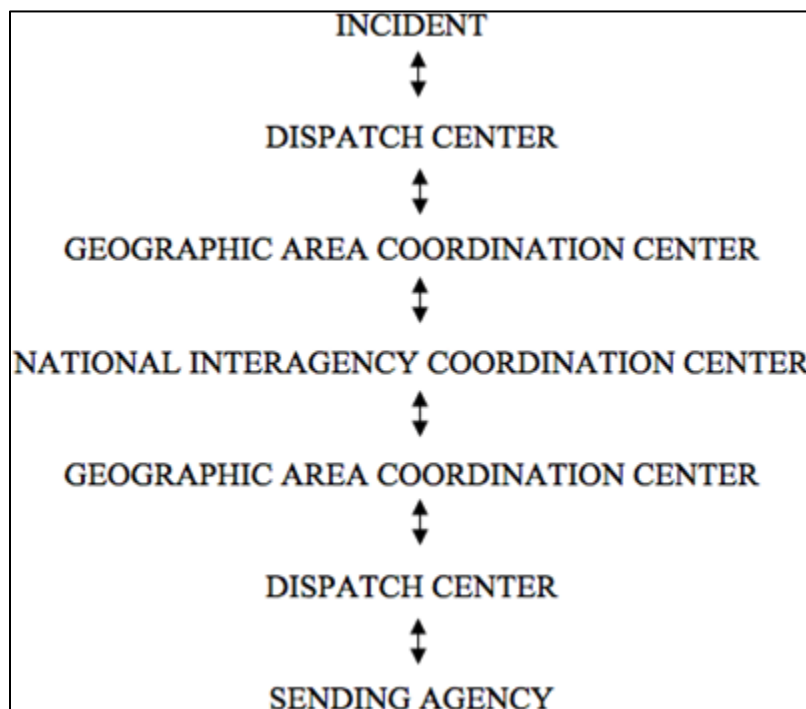 INCIDENT
DISPATCH CENTER
GEOGRAPHIC AREA COORDINATION CENTER
NATIONAL INTERAGENCY COORDINATION CENTER
GEOGRAPHIC AREA COORDINATION CENTER
DISPATCH CENTER
SENDING AGENCY